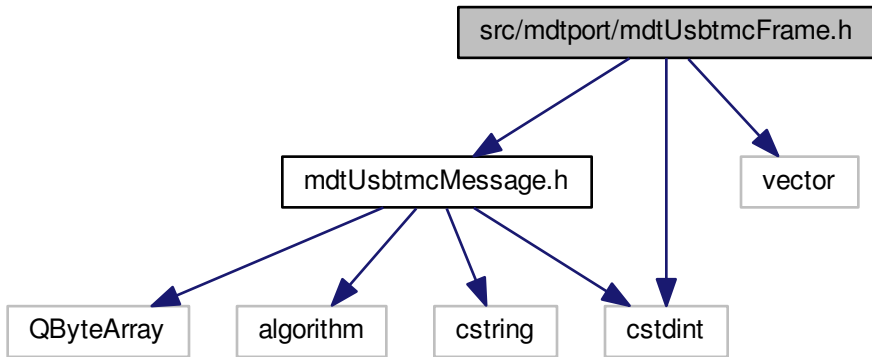 src/mdtport/mdtUsbtmcFrame.h
mdtUsbtmcMessage.h
vector
QByteArray
algorithm
cstring
cstdint